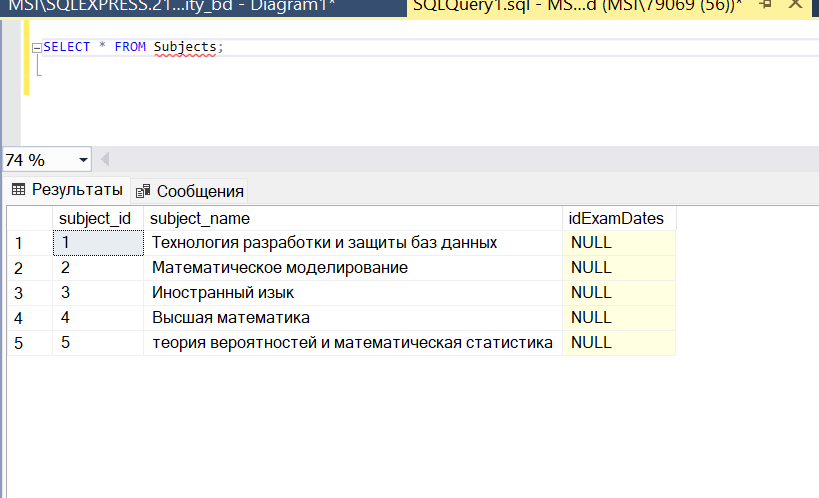 MSI\SQLEXPRESS.21...ity_bd - Diagram1* SQLQuery1.sql - MS...d (MSI\79069 (56))*
SELECT * FROM Subjects;
74 %
Результаты Сообщения
subject_id subject_name idExamDates
1 1 Технология разработки и защиты баз данных NULL
2 2 Математическое моделирование NULL
3 3 Иностранный изык NULL
4 4 Высшая математика NULL
5 5 теория вероятностей и математическая статистика NULL